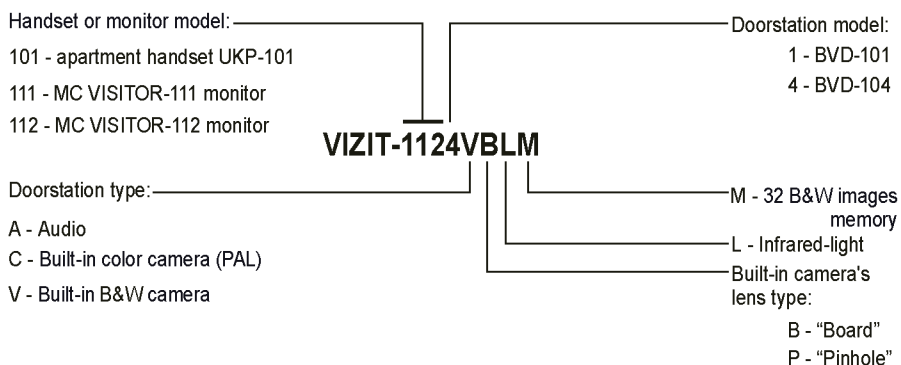 Handset or monitor model:
101 - apartment handset UKP-101
111 - MC VISITOR-111 monitor
112 - MC VISITOR-112 monitor
Doorstation model:
1 - BVD-101
4 - BVD-104
VIZIT-1124VBLM
Doorstation type:
A - Audio
C - Built-in color camera (PAL)
V - Built-in B&W camera
M - 32 B&W images
memory
L - Infrared-light
Built-in camera's
lens type:
B - “Board”
P - “Pinhole”